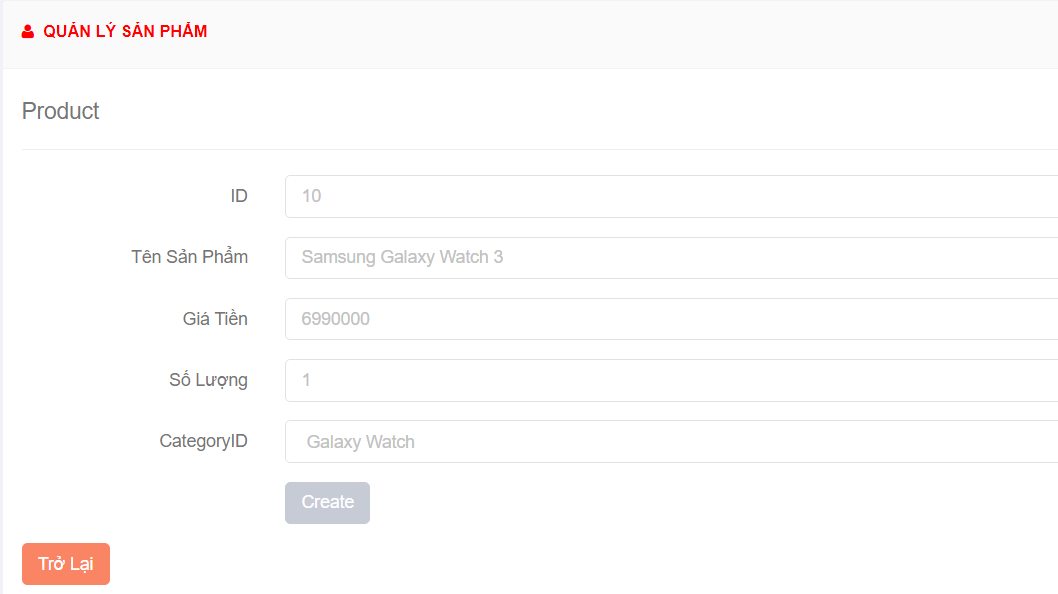 QUẢN LÝ SẢN PHẨM
Product
ID 10
Tên Sản Phẩm Samsung Galaxy Watch 3
Giá Tiền 6990000
Số Lượng 1
CategoryID Galaxy Watch
Create
Trở Lại